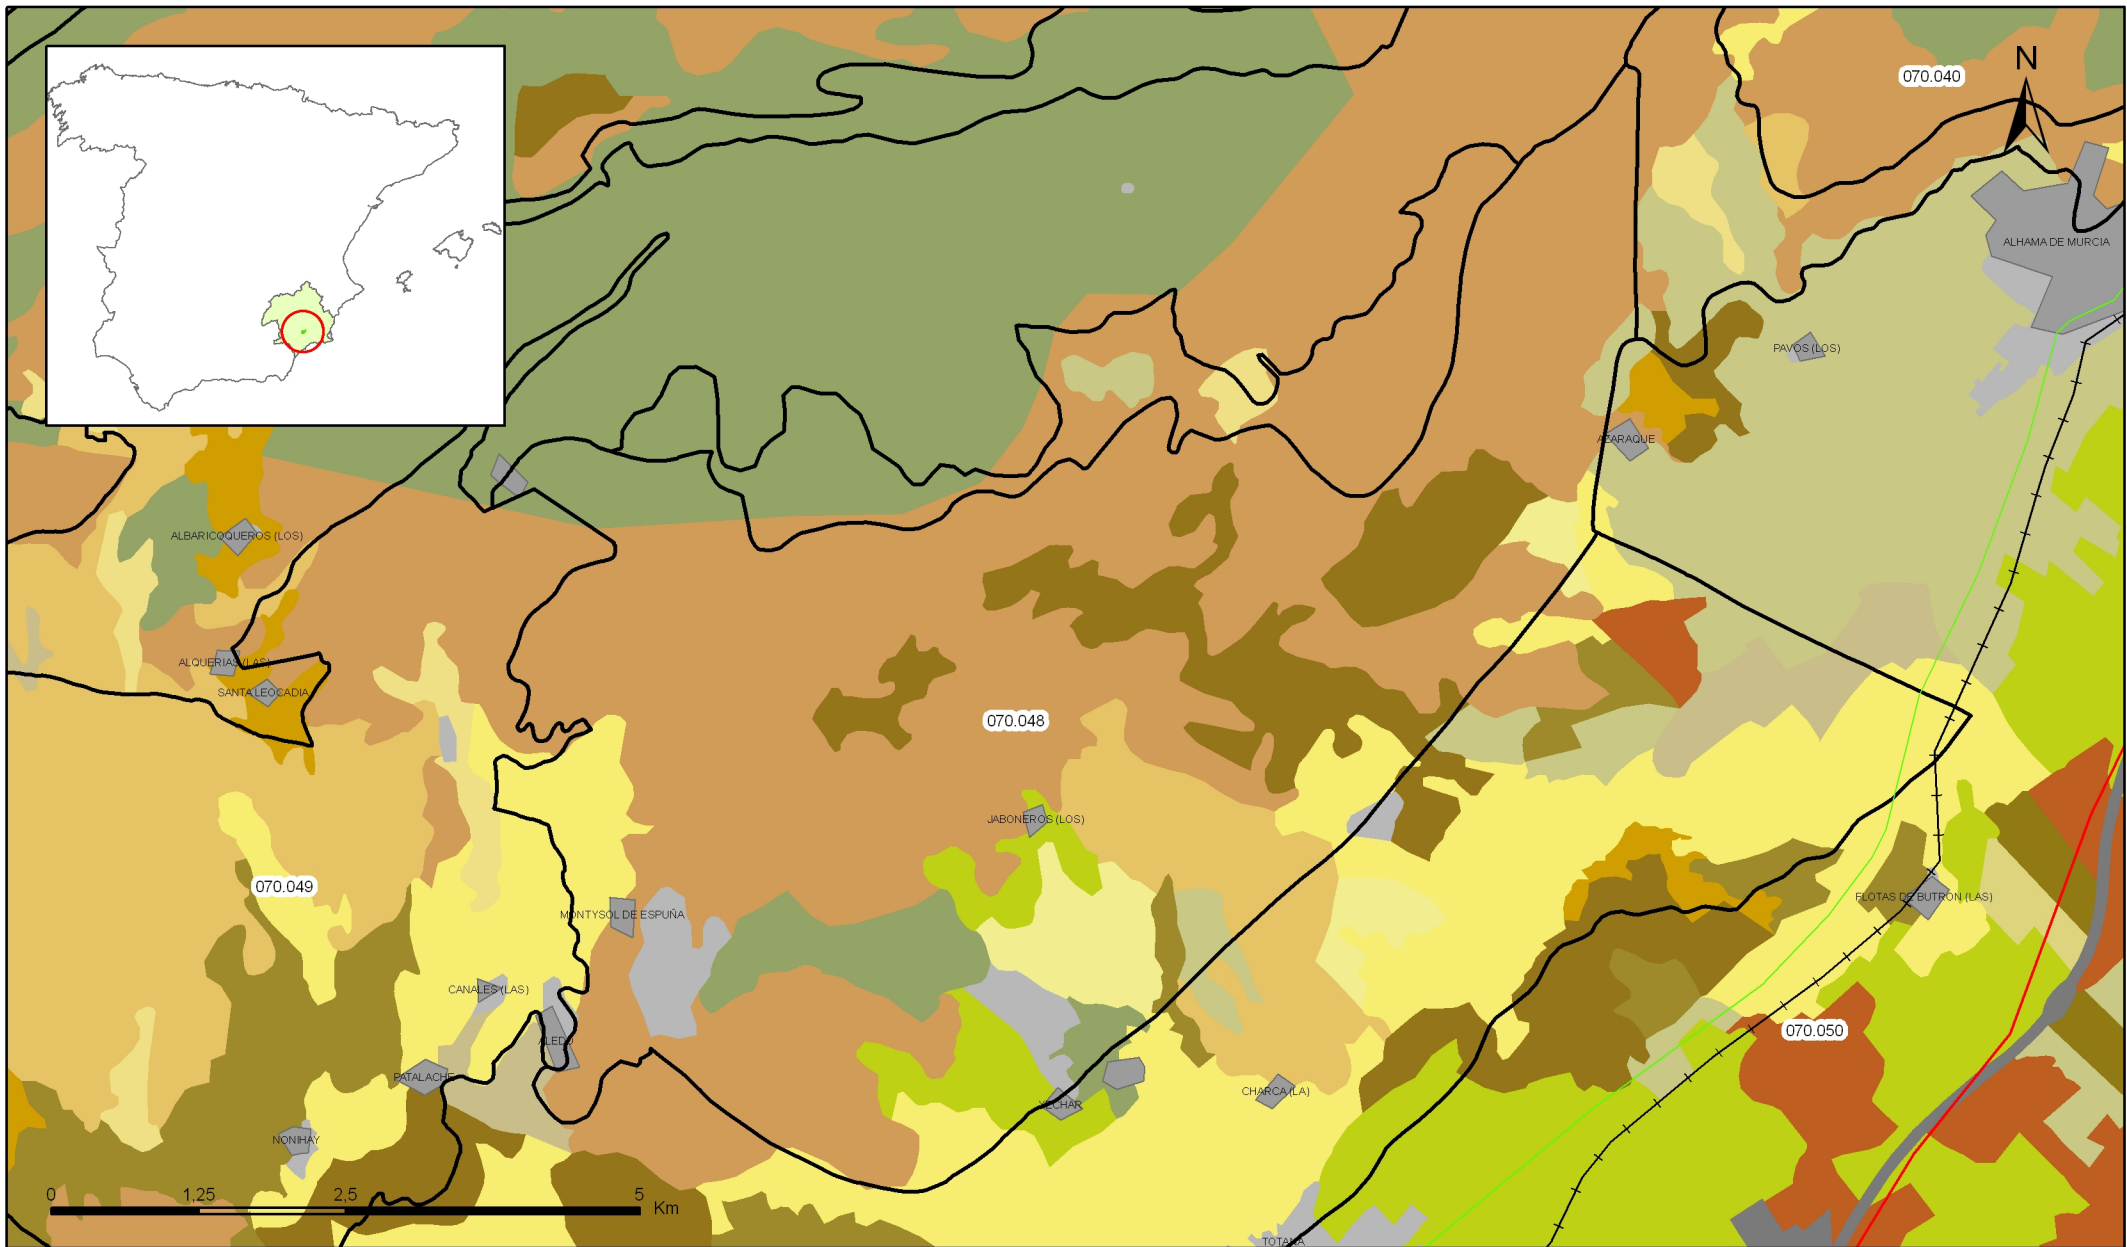 N
070.040
ALHAMA DE MURCIA
PAVOS (LOS)
AZARAQUE
ALBARICOQUEROS (LOS)
ALQUERIAS (LAS)
SANTA LEOCADIA
070.048
JABONEROS (LOS)
070.049
FLOTAS DE BUTRON (LAS)
MONTYSOL DE ESPUÑA
CANALES (LAS)
070.050
ALEDO
PATALACHE
CHARCA (LA)
YECHAR
NONIHAY
0 1,25 2,5 5
Km
TOTANA